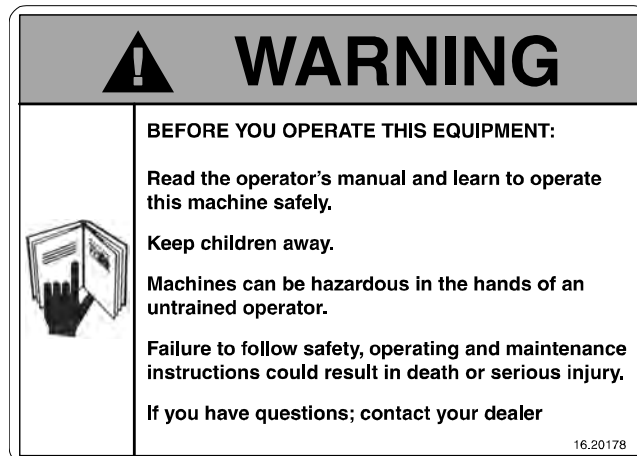 WARNING
BEFORE YOU OPERATE THIS EQUIPMENT:
Read the operator's manual and learn to operate
this machine safely.
Keep children away.
Machines can be hazardous in the hands of an
untrained operator.
Failure to follow safety, operating and maintenance
instructions could result in death or serious injury.
If you have questions; contact your dealer
16.20178